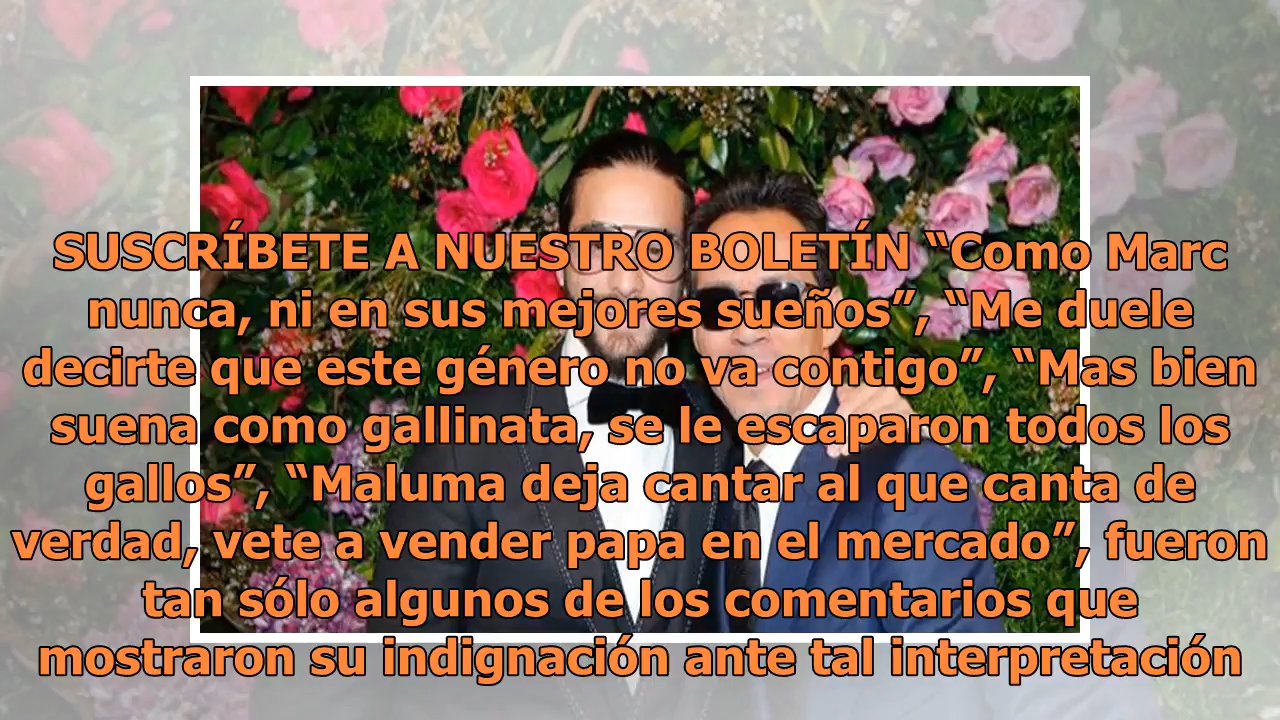 SUSCRÍBETE A NUESTRO BOLETÍN “Como Marc
nunca, ni en sus mejores sueños”, “Me duele
decirte que este género no va contigo”, “Mas bien
suena como gallinata, se le escaparon todos los
gallos”, “Maluma deja cantar al que canta de
verdad, vete a vender papa en el mercado”, fueron
tan sólo algunos de los comentarios que
mostraron su indignación ante tal interpretación